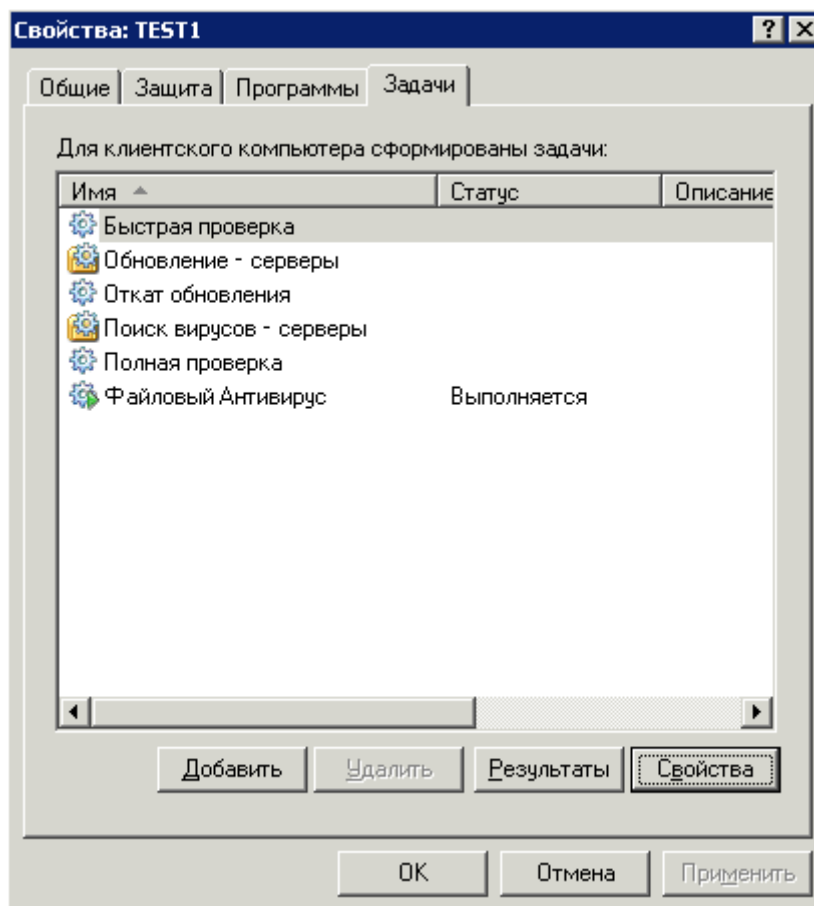 Свойства: TEST1
Общие Защита Программы Задачи
Для клиентского компьютера сформированы задачи:
Имя Статус Описание
Быстрая проверка
Обновление - серверы
Откат обновления
Поиск вирусов - серверы
Полная проверка
Файловый Антивирус Выполняется
Добавить Удалить Результаты Свойства
ОК Отмена Применить